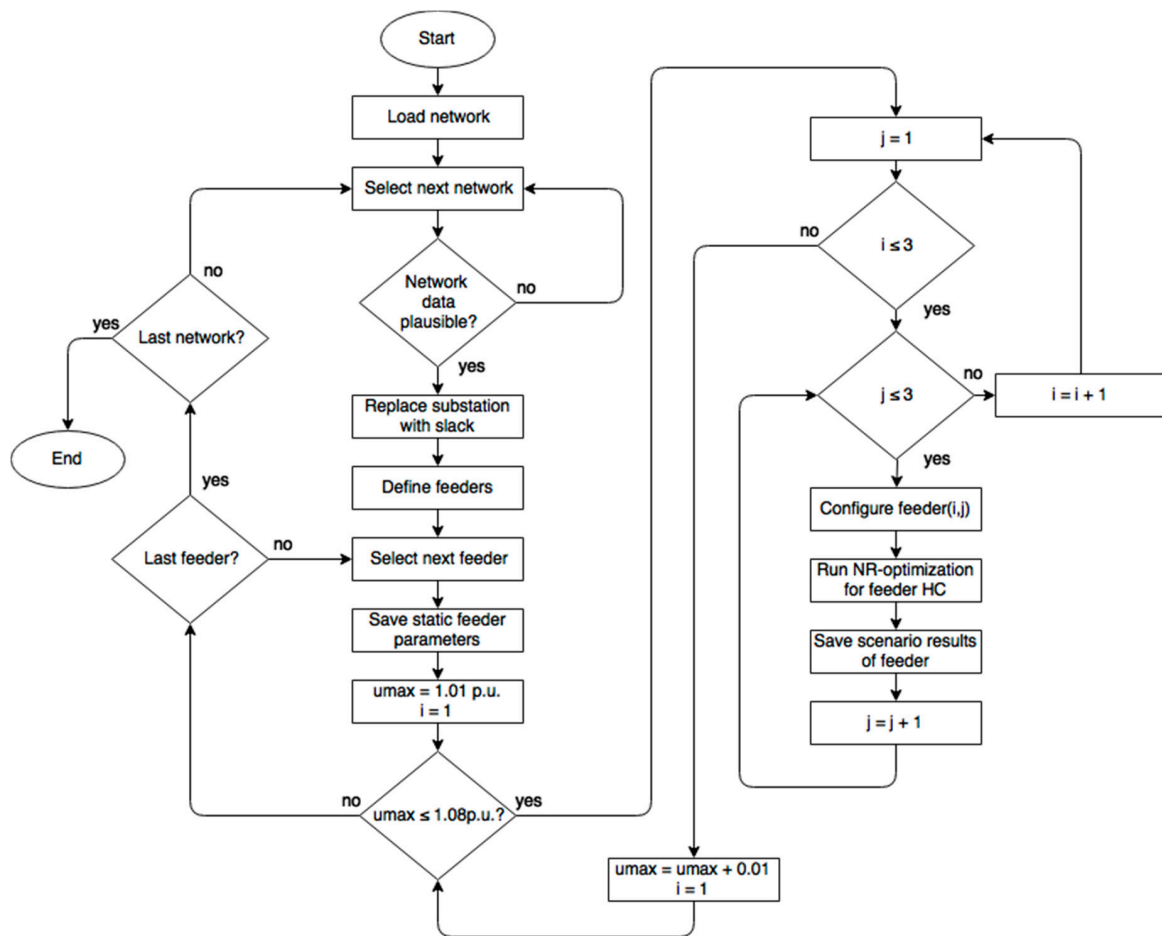 Start
Load network
Select next network
Network
data
plausible?
no
yes
Replace substation
with slack
Define feeders
Select next feeder
Save static feeder
parameters
umax = 1.01 p.u.
i = 1
umax ≤ 1.08p.u.?
no
yes
Last feeder?
no
yes
Last network?
no
yes
End
j = 1
i ≤ 3
no
yes
j ≤ 3
no
i = i + 1
yes
Configure feeder(i,j)
Run NR-optimization
for feeder HC
Save scenario results
of feeder
j = j + 1
umax = umax + 0.01
i = 1